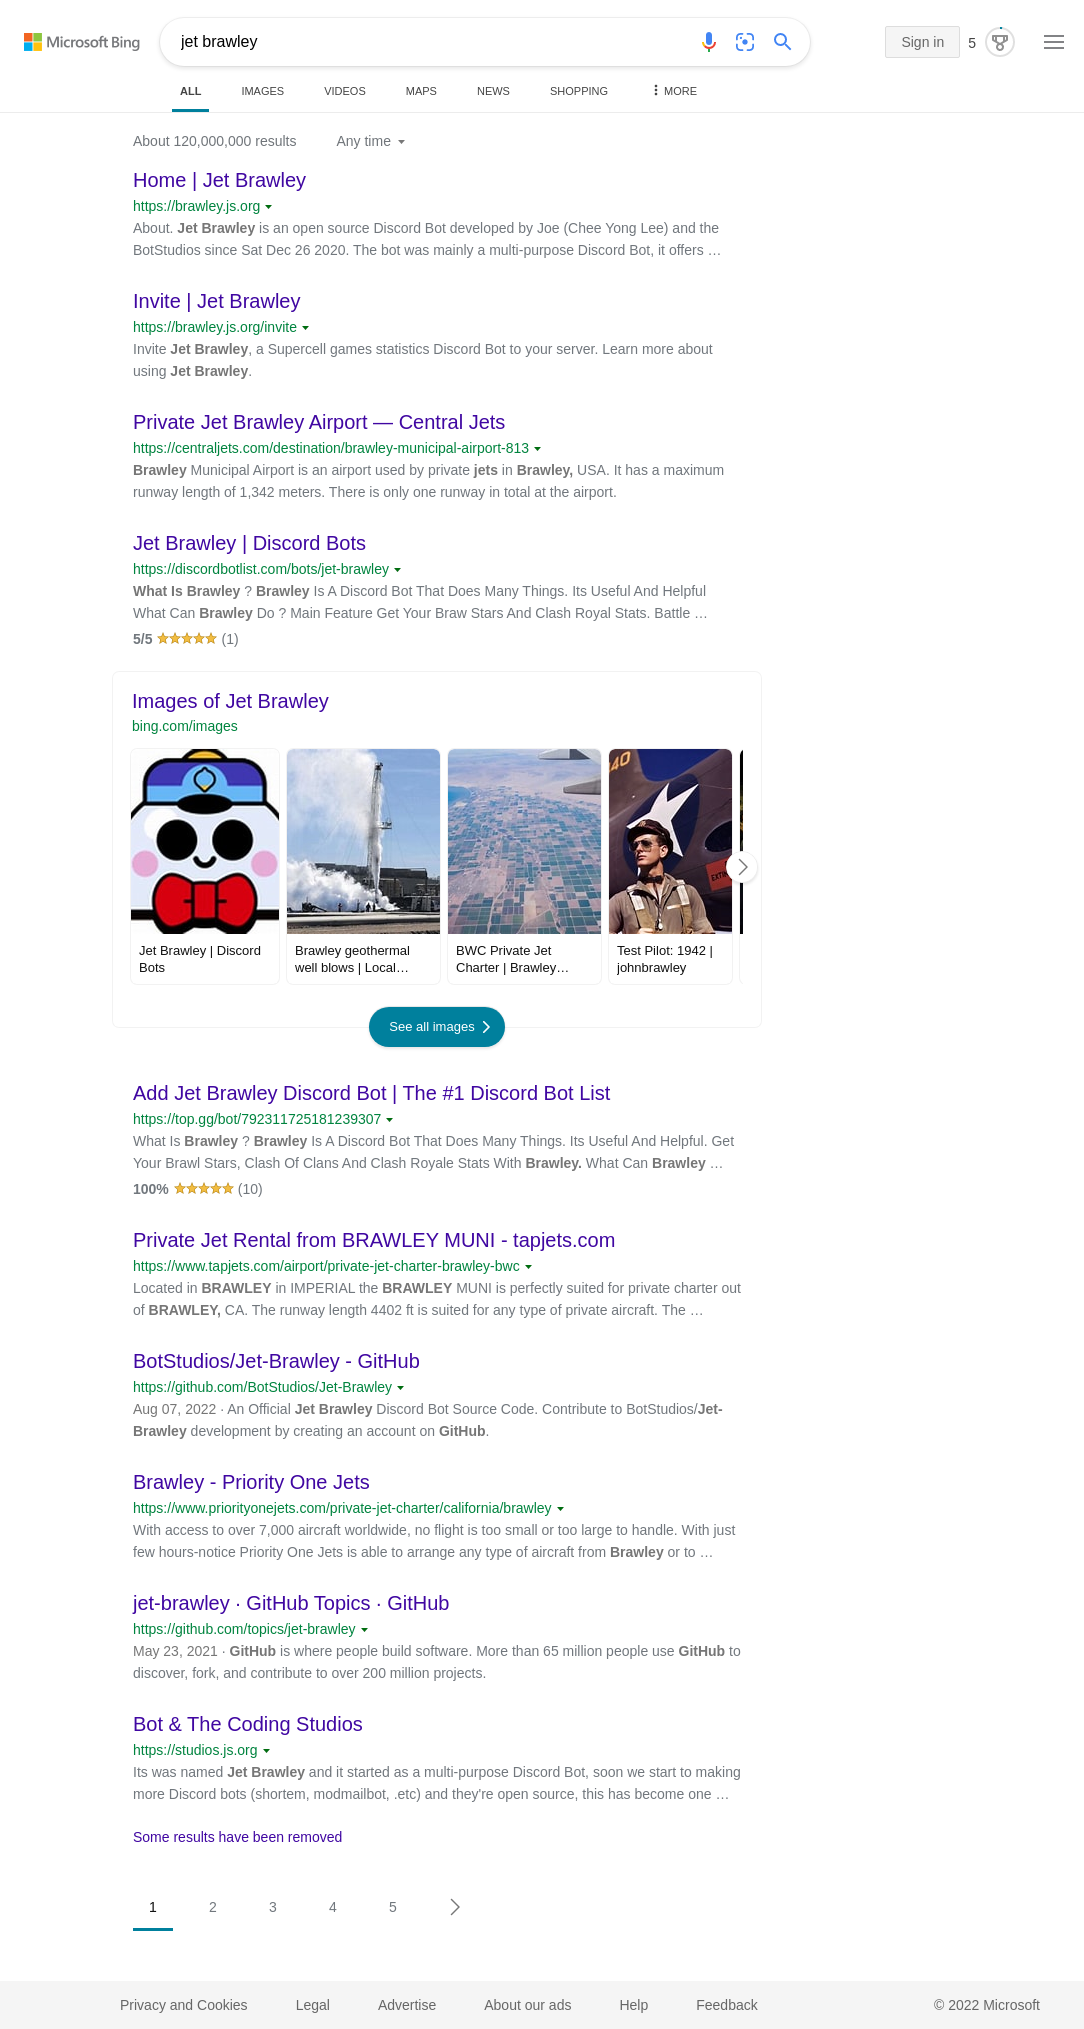 Microsoft Bing
jet brawley
Sign in
5
ALL
IMAGES
VIDEOS
MAPS
NEWS
SHOPPING
MORE
About 120,000,000 results
Any time
Home | Jet Brawley
https://brawley.js.org
About. Jet Brawley is an open source Discord Bot developed by Joe (Chee Yong Lee) and the
BotStudios since Sat Dec 26 2020. The bot was mainly a multi-purpose Discord Bot, it offers …
Invite | Jet Brawley
https://brawley.js.org/invite
Invite Jet Brawley, a Supercell games statistics Discord Bot to your server. Learn more about
using Jet Brawley.
Private Jet Brawley Airport — Central Jets
https://centraljets.com/destination/brawley-municipal-airport-813
Brawley Municipal Airport is an airport used by private jets in Brawley, USA. It has a maximum
runway length of 1,342 meters. There is only one runway in total at the airport.
Jet Brawley | Discord Bots
https://discordbotlist.com/bots/jet-brawley
What Is Brawley ? Brawley Is A Discord Bot That Does Many Things. Its Useful And Helpful
What Can Brawley Do ? Main Feature Get Your Braw Stars And Clash Royal Stats. Battle …
5/5 (1)
Images of Jet Brawley
bing.com/images
40
EXTIN
Jet Brawley | Discord
Bots
Brawley geothermal
well blows | Local…
BWC Private Jet
Charter | Brawley…
Test Pilot: 1942 |
johnbrawley
See all images
Add Jet Brawley Discord Bot | The #1 Discord Bot List
https://top.gg/bot/792311725181239307
What Is Brawley ? Brawley Is A Discord Bot That Does Many Things. Its Useful And Helpful. Get
Your Brawl Stars, Clash Of Clans And Clash Royale Stats With Brawley. What Can Brawley …
100% (10)
Private Jet Rental from BRAWLEY MUNI - tapjets.com
https://www.tapjets.com/airport/private-jet-charter-brawley-bwc
Located in BRAWLEY in IMPERIAL the BRAWLEY MUNI is perfectly suited for private charter out
of BRAWLEY, CA. The runway length 4402 ft is suited for any type of private aircraft. The …
BotStudios/Jet-Brawley - GitHub
https://github.com/BotStudios/Jet-Brawley
Aug 07, 2022 · An Official Jet Brawley Discord Bot Source Code. Contribute to BotStudios/Jet-
Brawley development by creating an account on GitHub.
Brawley - Priority One Jets
https://www.priorityonejets.com/private-jet-charter/california/brawley
With access to over 7,000 aircraft worldwide, no flight is too small or too large to handle. With just
few hours-notice Priority One Jets is able to arrange any type of aircraft from Brawley or to …
jet-brawley · GitHub Topics · GitHub
https://github.com/topics/jet-brawley
May 23, 2021 · GitHub is where people build software. More than 65 million people use GitHub to
discover, fork, and contribute to over 200 million projects.
Bot & The Coding Studios
https://studios.js.org
Its was named Jet Brawley and it started as a multi-purpose Discord Bot, soon we start to making
more Discord bots (shortem, modmailbot, .etc) and they're open source, this has become one …
Some results have been removed
1
2
3
4
5
Privacy and Cookies
Legal
Advertise
About our ads
Help
Feedback
© 2022 Microsoft